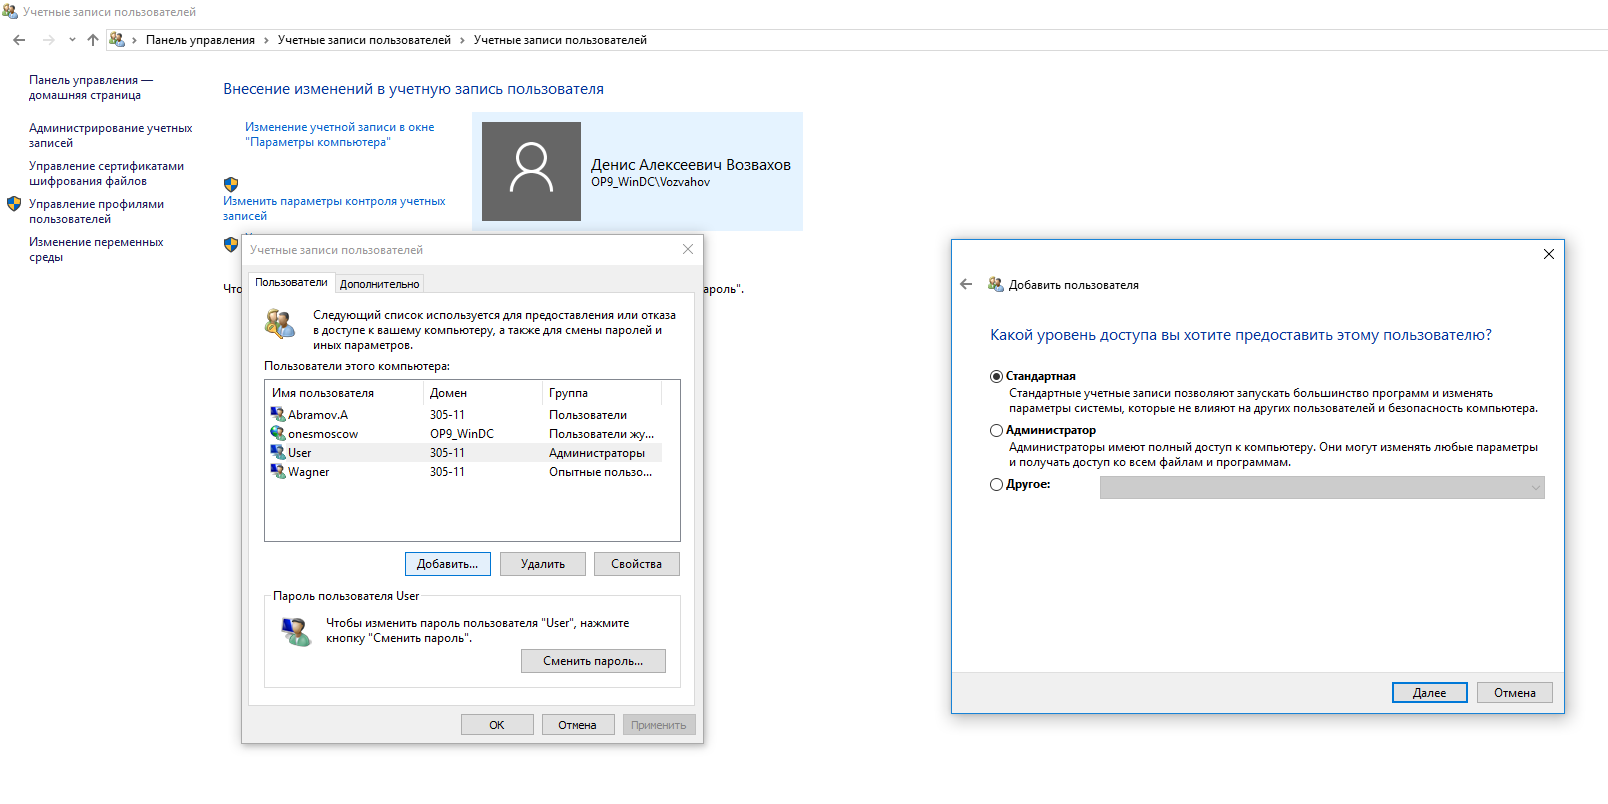 Учетные записи пользователей
Панель управления > Учетные записи пользователей > Учетные записи пользователей
Панель управления —
домашняя страница
Администрирование учетных
записей
Управление сертификатами
шифрования файлов
Управление профилями
пользователей
Изменение переменных
среды
Внесение изменений в учетную запись пользователя
Изменение учетной записи в окне
"Параметры компьютера"
Изменить параметры контроля учетных
записей
Денис Алексеевич Возвахов
OP9_WinDC\Vozvahov
Что
ароль".
Учетные записи пользователей
Пользователи
Дополнительно
Следующий список используется для предоставления или отказа
в доступе к вашему компьютеру, а также для смены паролей и
иных параметров.
Пользователи этого компьютера:
Имя пользователя Домен Группа
Abramov.A 305-11 Пользователи
onesmoscow OP9_WinDC Пользователи жу...
User 305-11 Администраторы
Wagner 305-11 Опытные пользо...
Добавить... Удалить Свойства
Пароль пользователя User
Чтобы изменить пароль пользователя "User", нажмите
кнопку "Сменить пароль".
Сменить пароль...
ОК Отмена Применить
Добавить пользователя
Какой уровень доступа вы хотите предоставить этому пользователю?
Стандартная
Стандартные учетные записи позволяют запускать большинство программ и изменять
параметры системы, которые не влияют на других пользователей и безопасность компьютера.
Администратор
Администраторы имеют полный доступ к компьютеру. Они могут изменять любые параметры
и получать доступ ко всем файлам и программам.
Другое:
Далее Отмена